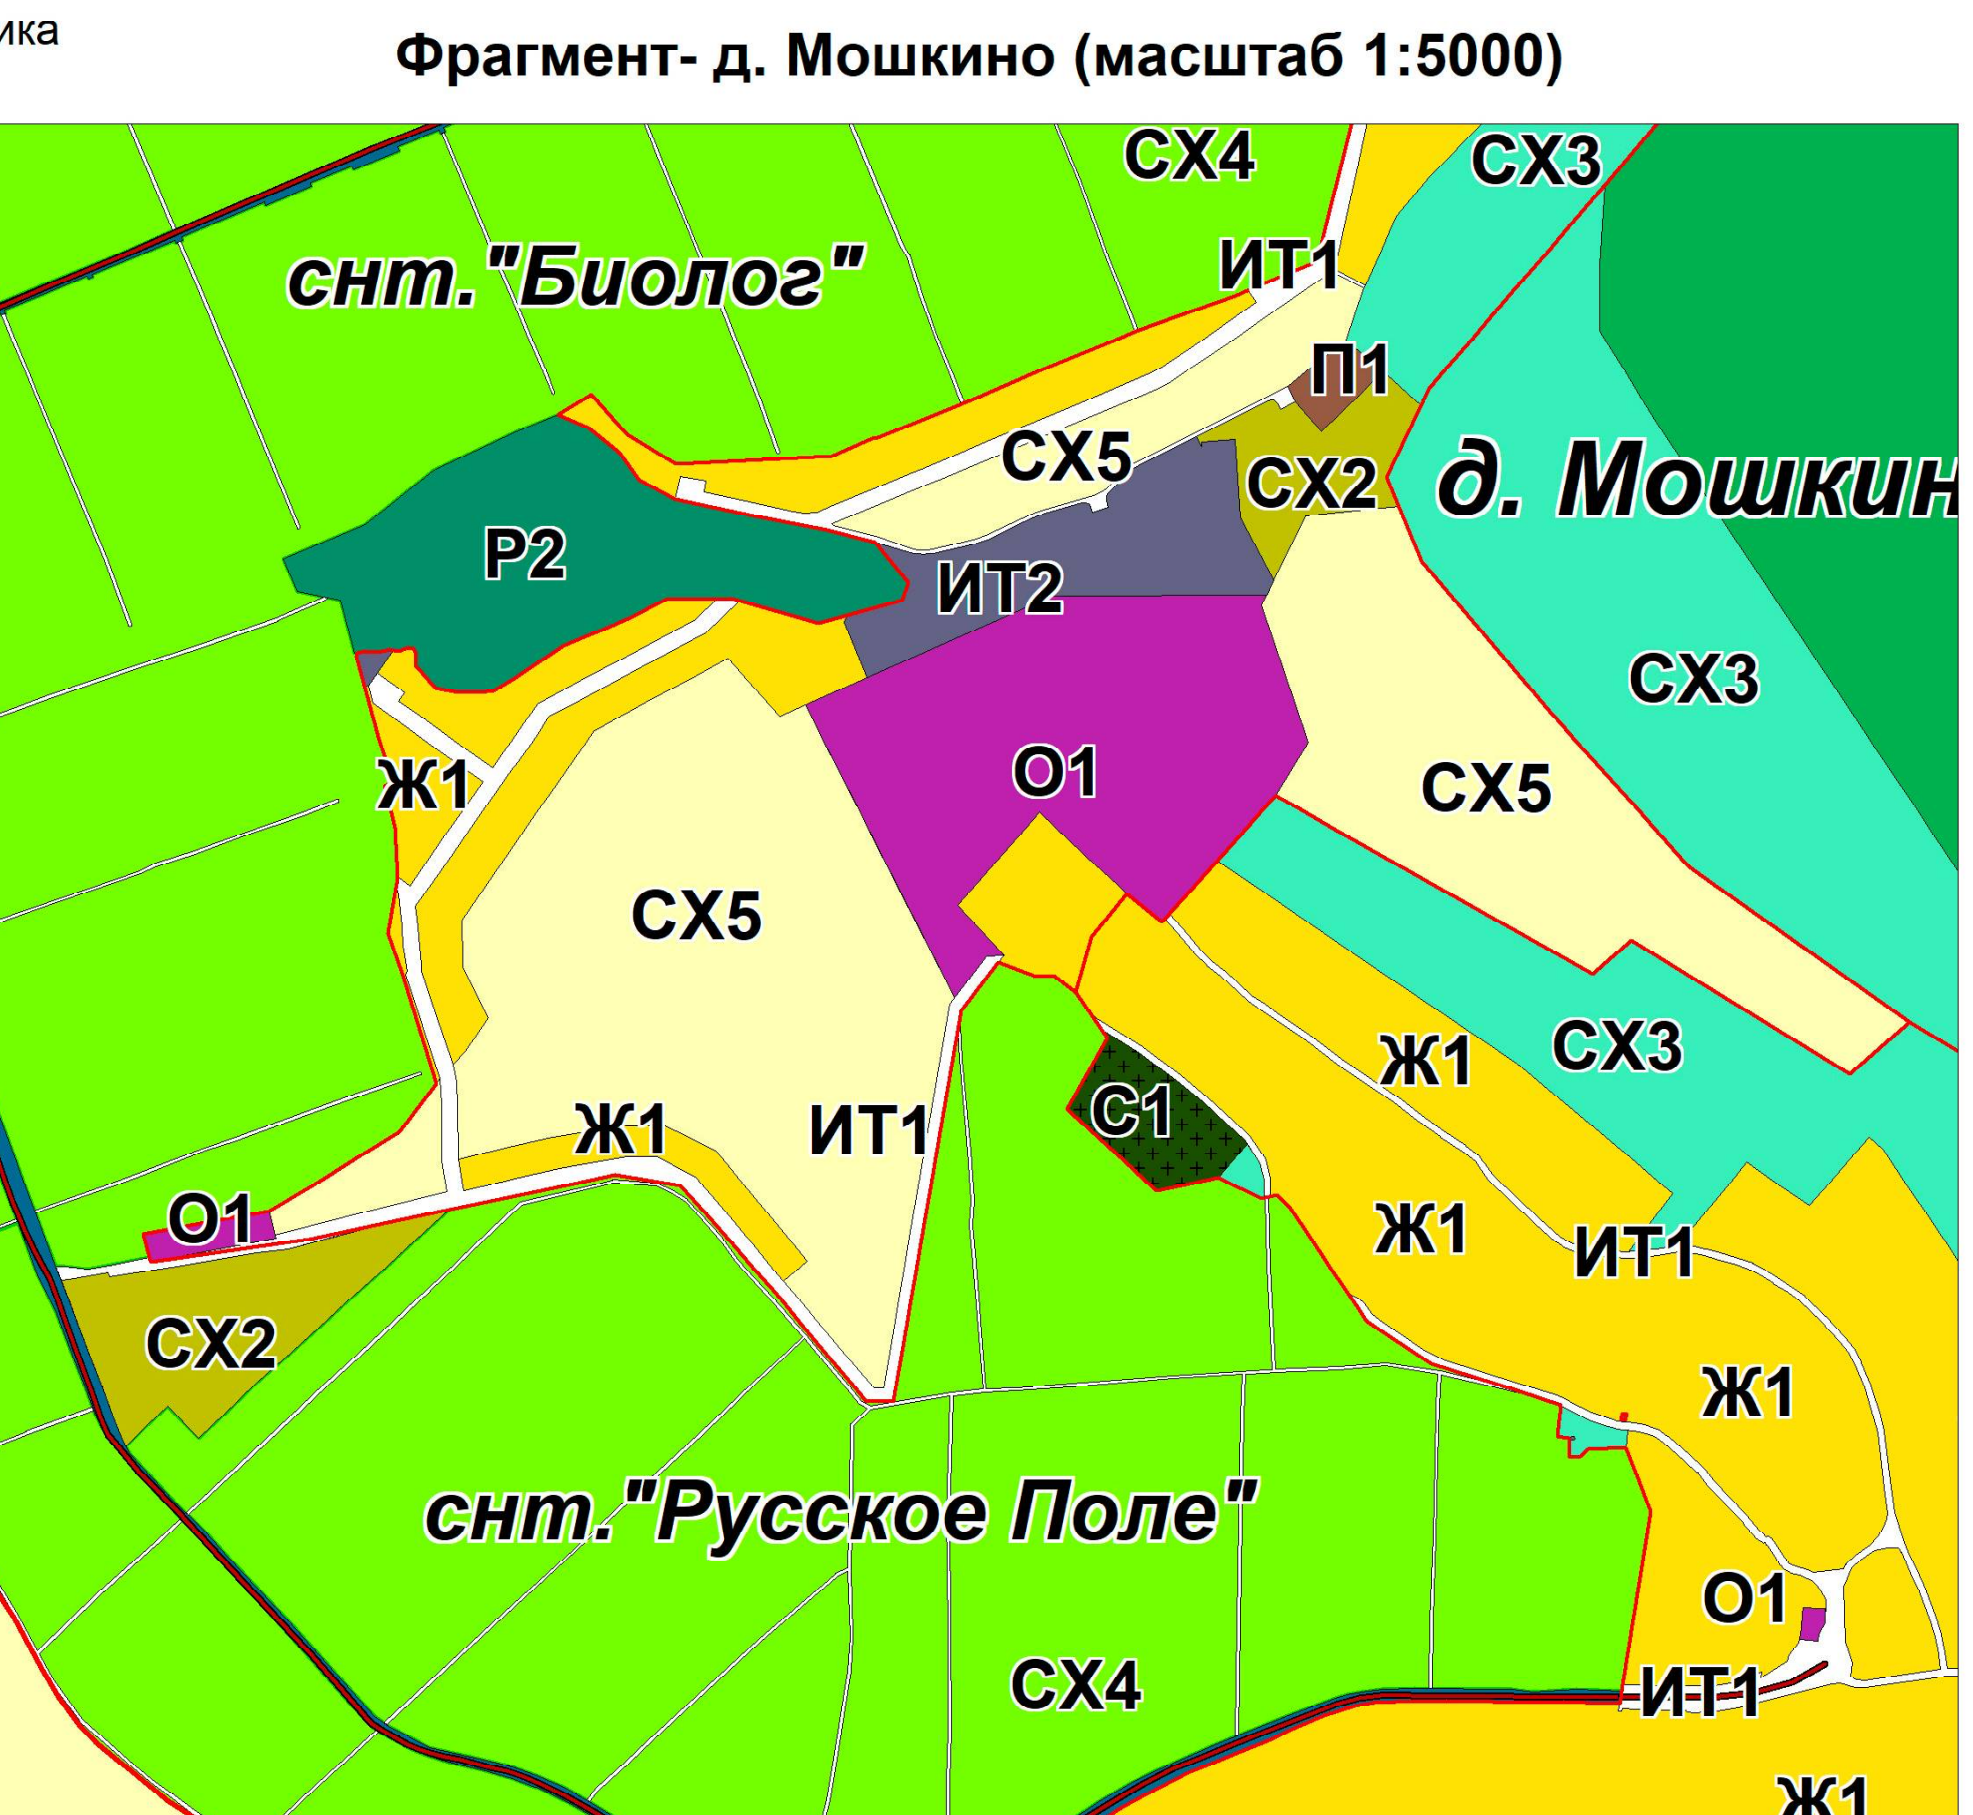 ика
Фрагмент- д. Мошкино (масштаб 1:5000)
СХ4
СХ3
ИТ1
снт. "Биолог"
П1
СХ5
СХ2
д. Мошкин
Р2
ИТ2
СХ3
О1
Ж1
СХ5
СХ5
Ж1
СХ3
С1
Ж1
ИТ1
О1
Ж1
ИТ1
СХ2
Ж1
снт. "Русское Поле"
О1
СХ4
ИТ1
Ж1